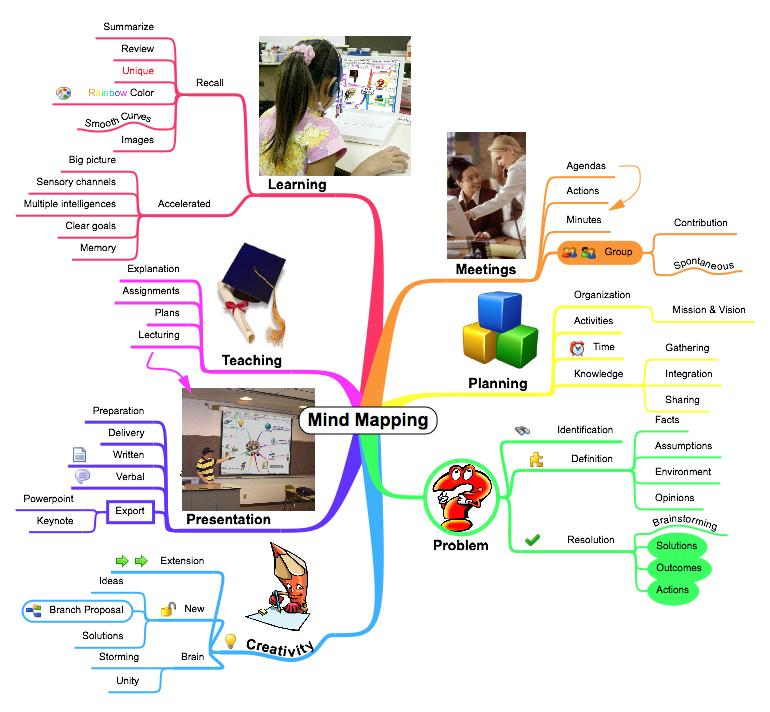 Summarize
Review
Unique
Rainbow Color
Smooth Curves
Images
Recall
Big picture
Sensory channels
Multiple intelligences
Clear goals
Memory
Accelerated
Learning
Explanation
Assignments
Plans
Lecturing
Teaching
Preparation
Delivery
Written
Verbal
Powerpoint
Keynote
Export
Presentation
Extension
Ideas
Branch Proposal
Solutions
New
Storming
Unity
Brain
Creativity
Mind Mapping
Meetings
Agendas
Actions
Minutes
Group
Contribution
Spontaneous
Planning
Organization
Mission & Vision
Activities
Time
Knowledge
Gathering
Integration
Sharing
Problem
Identification
Definition
Facts
Assumptions
Environment
Opinions
Resolution
Brainstorming
Solutions
Outcomes
Actions